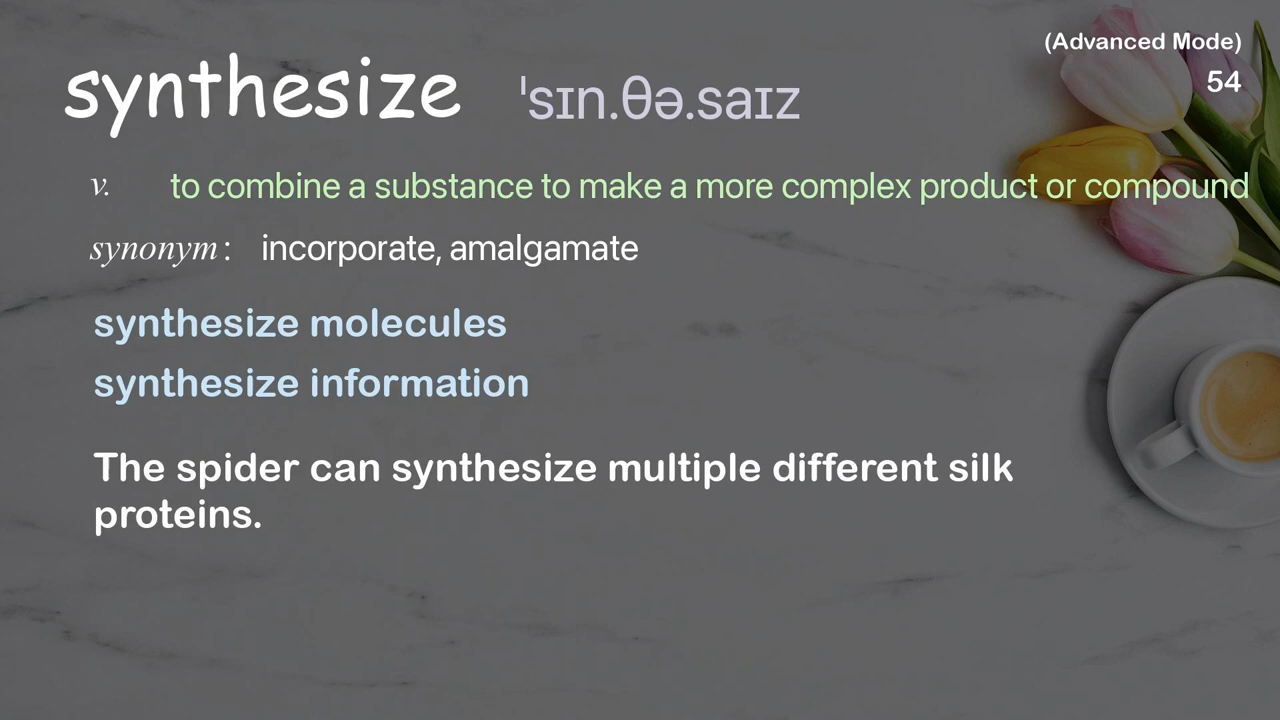 (Advanced Mode)
54
synthesize ˈsɪn.θə.saɪz
v. to combine a substance to make a more complex product or compound
synonym: incorporate, amalgamate
synthesize molecules
synthesize information
The spider can synthesize multiple different silk
proteins.